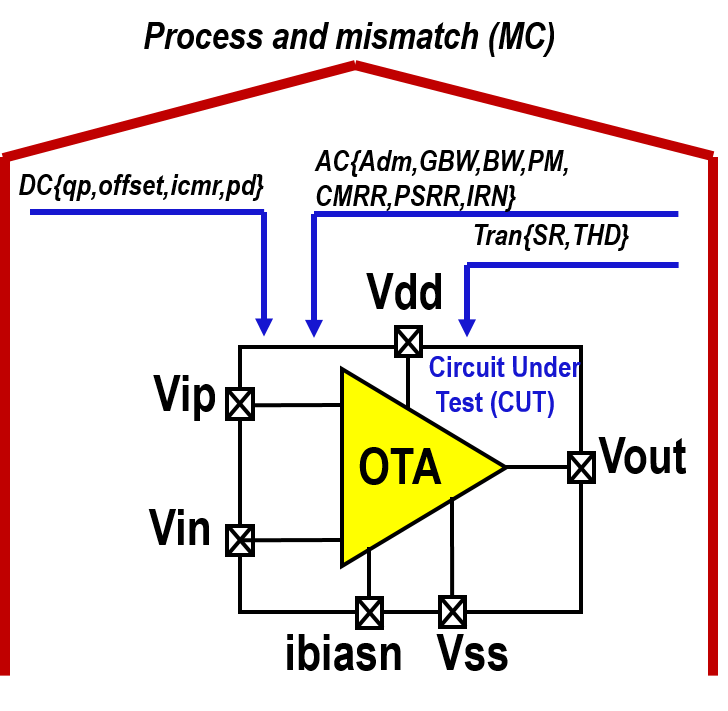 Process and mismatch (MC)
DC{qp,offset,icmr,pd}
AC{Adm,GBW,BW,PM,
CMRR,PSRR,IRN}
Tran{SR,THD}
Vdd
Circuit Under
Test (CUT)
Vip
OTA
Vout
Vin
ibiasn
Vss